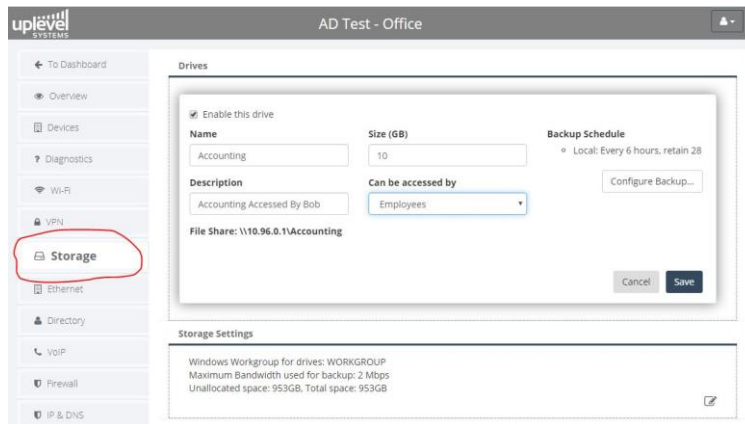 uplevel
SYSTEMS
AD Test - Office
To Dashboard
Overview
Devices
Diagnostics
Wi-Fi
VPN
Storage
Ethernet
Directory
VoIP
Firewall
IP & DNS
Drives
Enable this drive
Name
Accounting
Size (GB)
10
Backup Schedule
Local: Every 6 hours, retain 28
Configure Backup...
Description
Accounting Accessed By Bob
Can be accessed by
Employees
File Share: \\10.96.0.1\Accounting
Cancel
Save
Storage Settings
Windows Workgroup for drives: WORKGROUP
Maximum Bandwidth used for backup: 2 Mbps
Unallocated space: 953GB, Total space: 953GB